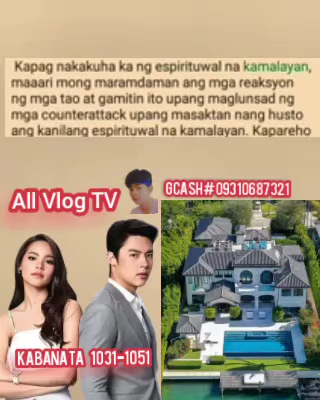 Kapag nakakuha ka ng espirituwal na kamalayan,
maaari mong maramdaman ang mga reaksyon
ng mga tao at gamitin ito upang maglunsad ng
mga counterattack upang masaktan nang husto
ang kanilang espirituwal na kamalayan. Kapareho
GCASH# 09310687321
All Vlog TV
KABANATA 1031-1051